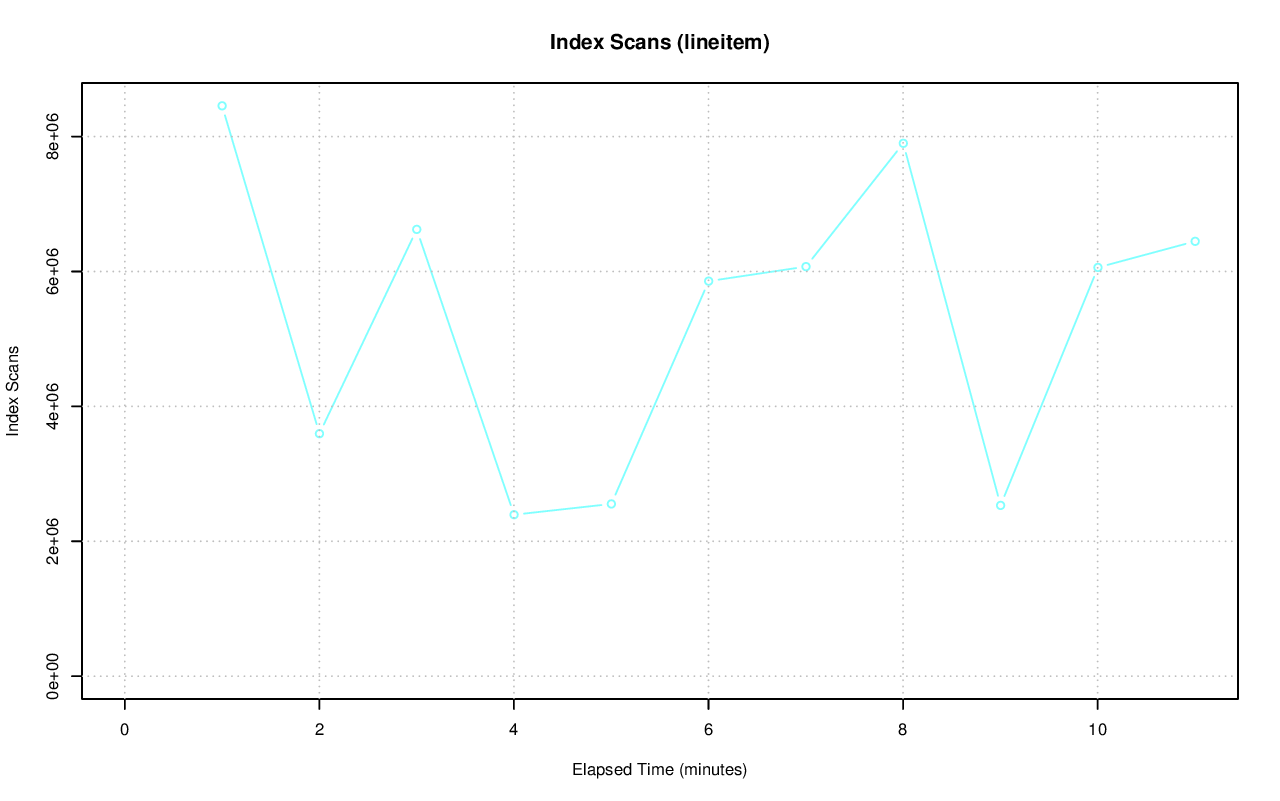 Index Scans (lineitem)
Index Scans
8e+06
6e+06
4e+06
2e+06
0e+00
0 2 4 6 8 10
Elapsed Time (minutes)